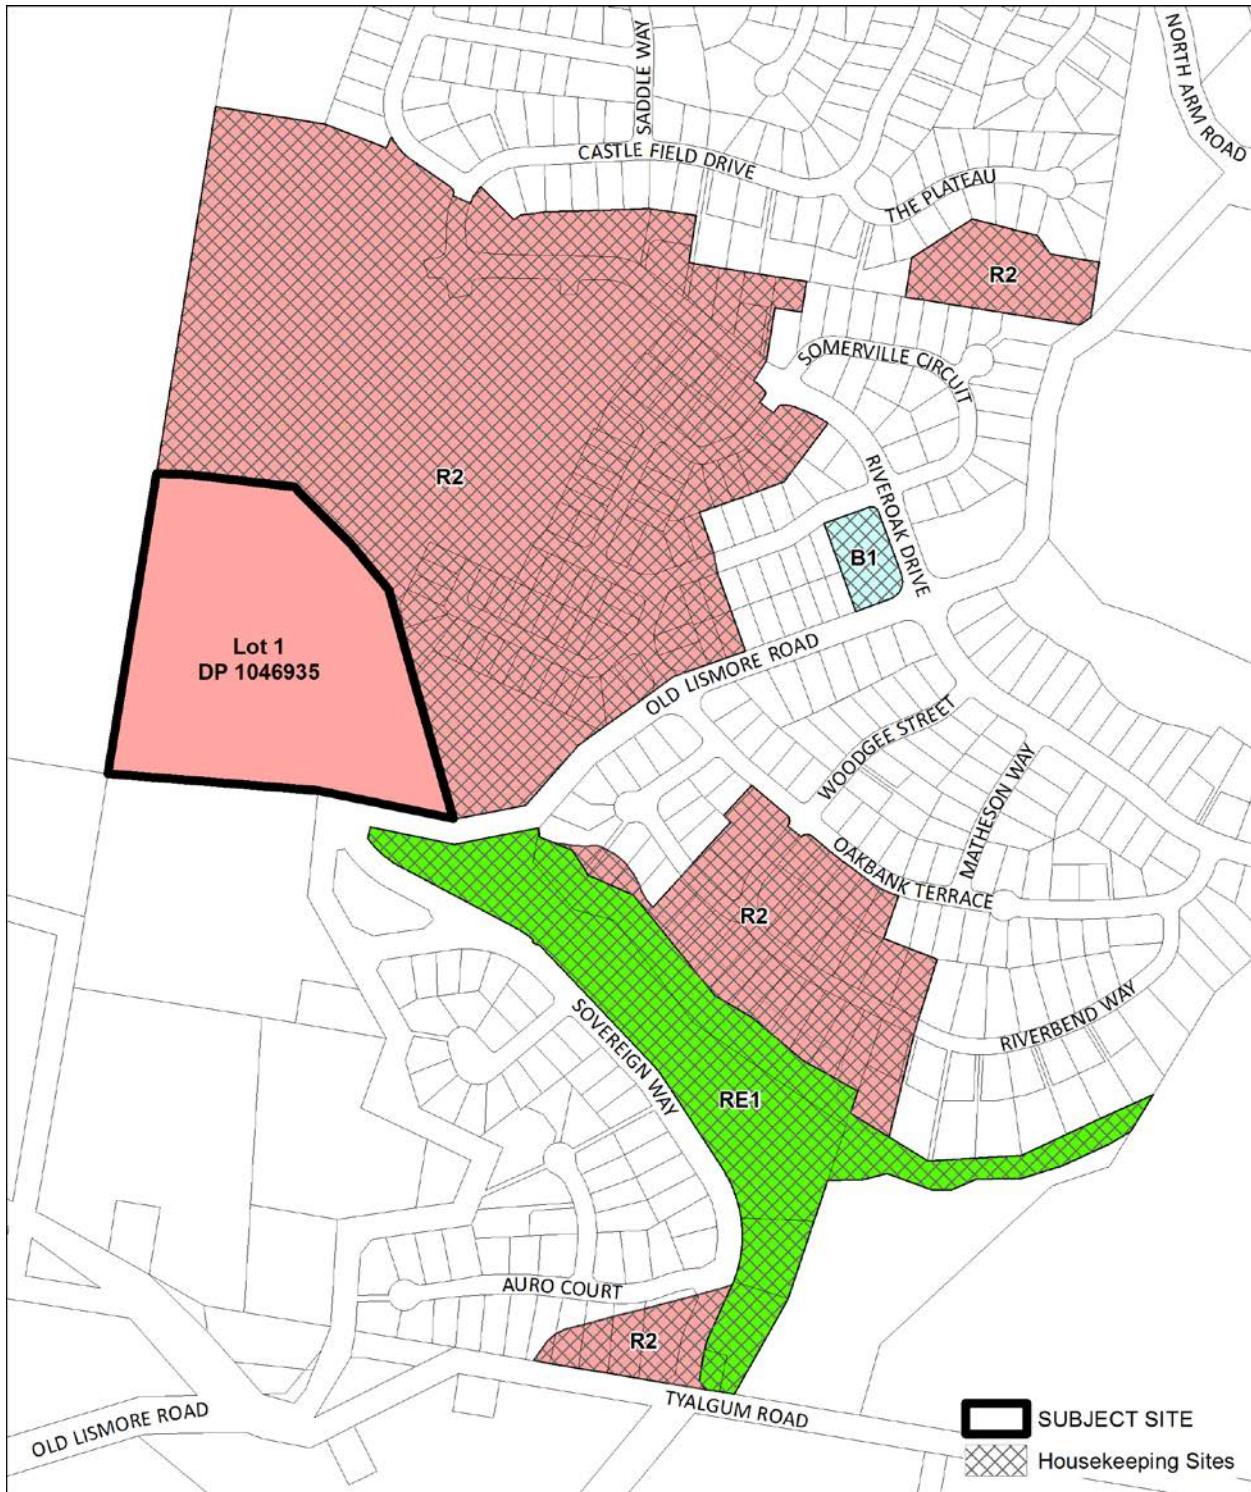 SADDLE WAY
NORTH ARM ROAD
CASTLE FIELD DRIVE
THE PLATEAU
R2
SOMERVILLE CIRCUIT
R2
RIVEROAK DRIVE
B1
Lot 1
DP 1046935
OLD LISMORE ROAD
WOODGEE STREET
MATHESON WAY
OAKBANK TERRACE
R2
RIVERBEND WAY
SOVEREIGN WAY
RE1
AURO COURT
R2
TYALGUM ROAD
OLD LISMORE ROAD
SUBJECT SITE
Housekeeping Sites